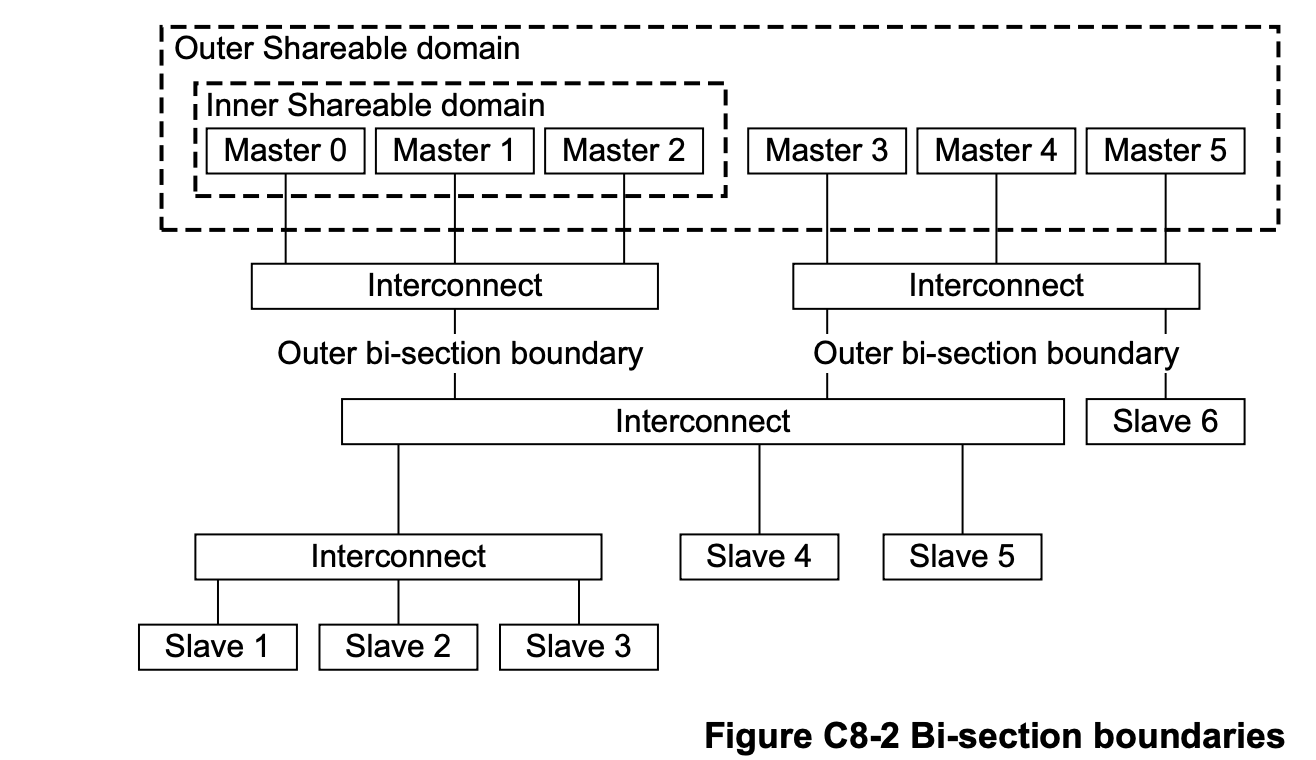 Outer Shareable domain
Inner Shareable domain
Master 0 Master 1 Master 2 Master 3 Master 4 Master 5
Interconnect Interconnect
Outer bi-section boundary Outer bi-section boundary
Interconnect Slave 6
Interconnect Slave 4 Slave 5
Slave 1 Slave 2 Slave 3
Figure C8-2 Bi-section boundaries